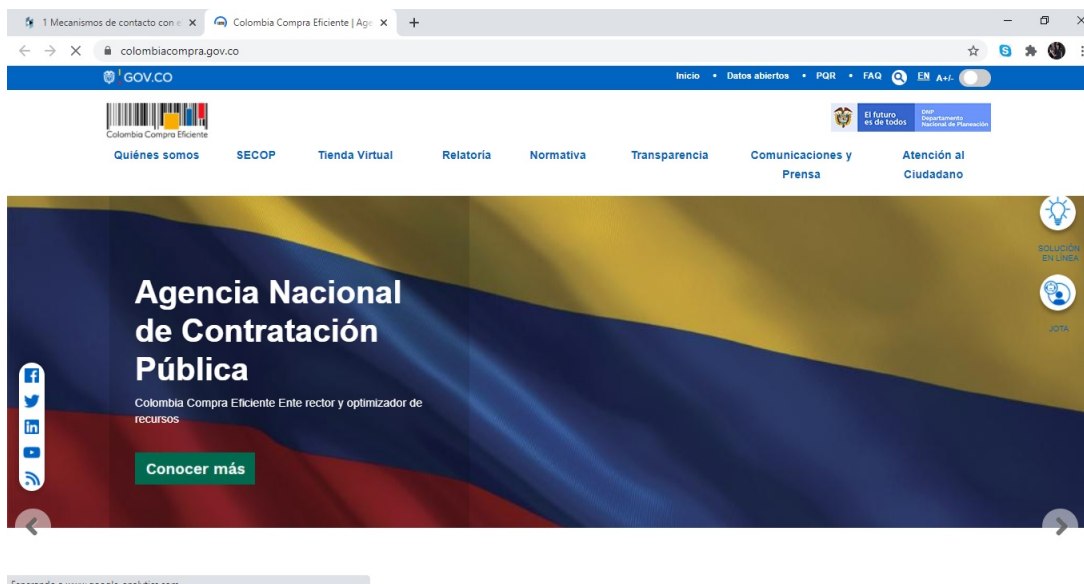 1 Mecanismos de contacto con e
Colombia Compra Eficiente | Age
colombiacompra.gov.co
GOV.CO
Inicio • Datos abiertos • PQR • FAQ EN A+/-
Colombia Compra Eficiente
El futuro
es de todos
DNP
Departamento
Nacional de Planeación
Quiénes somos SECOP Tienda Virtual Relatoría Normativa Transparencia Comunicaciones y Prensa Atención al Ciudadano
SOLUCIÓN
EN LÍNEA
JOTA
Agencia Nacional
de Contratación
Pública
Colombia Compra Eficiente Ente rector y optimizador de
recursos
Conocer más